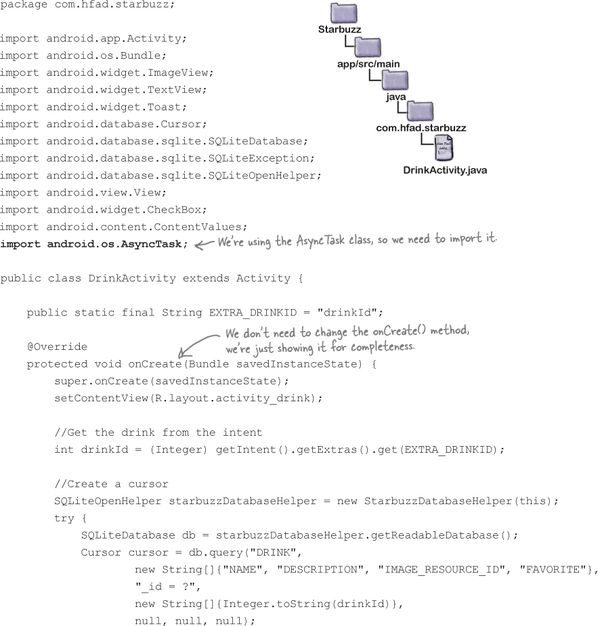 package com.hfad.starbuzz;
Starbuzz
app/src/main
java
com.hfad.starbuzz
DrinkActivity.java
import android.app.Activity;
import android.os.Bundle;
import android.widget.ImageView;
import android.widget.TextView;
import android.widget.Toast;
import android.database.Cursor;
import android.database.sqlite.SQLiteDatabase;
import android.database.sqlite.SQLiteException;
import android.database.sqlite.SQLiteOpenHelper;
import android.view.View;
import android.widget.CheckBox;
import android.content.ContentValues;
import android.os.AsyncTask;
We're using the AsyncTask class, so we need to import it.
public class DrinkActivity extends Activity {
public static final String EXTRA_DRINKID = "drinkId";
We don't need to change the onCreate() method,
we're just showing it for completeness.
@Override
protected void onCreate(Bundle savedInstanceState) {
super.onCreate(savedInstanceState);
setContentView(R.layout.activity_drink);
//Get the drink from the intent
int drinkId = (Integer) getIntent().getExtras().get(EXTRA_DRINKID);
//Create a cursor
SQLiteOpenHelper starbuzzDatabaseHelper = new StarbuzzDatabaseHelper(this);
try {
SQLiteDatabase db = starbuzzDatabaseHelper.getReadableDatabase();
Cursor cursor = db.query("DRINK",
new String[]{"NAME", "DESCRIPTION", "IMAGE_RESOURCE_ID", "FAVORITE"},
"_id = ?",
new String[]{Integer.toString(drinkId)},
null, null, null);